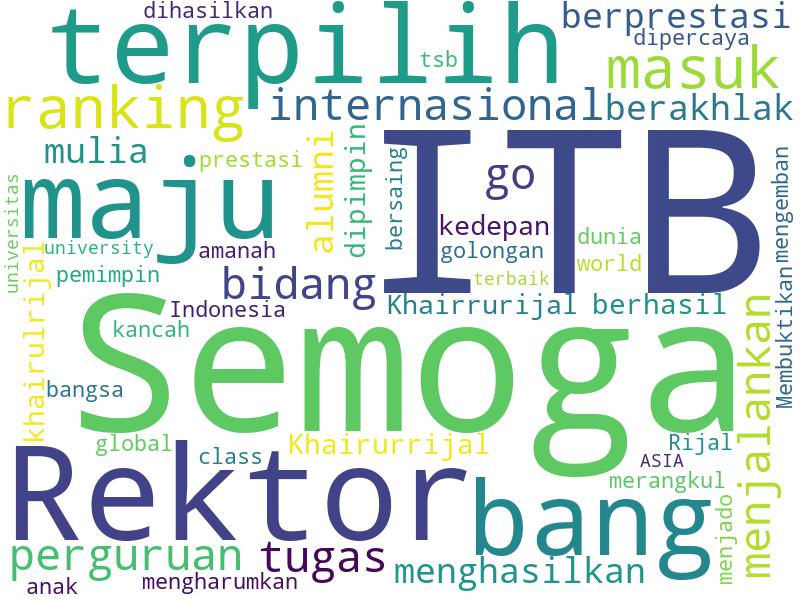 dihasilkan
terpilih
tsb
berprestasi
dipercaya
masuk
ranking
internasional
berakhlak
mulia
prestasi
alumni
dipimpin
bersaing
ITB
go
mengemban
universitas
maju
kedepan
golongan
dunia
world
university
amanah
pemimpin
bidang
terbaik
khairulrijal
Indonesia
Khairrurijal
berhasil
kancah
Semoga
Membuktikan
menjalankan
bangsa
global
class
Khairurrijal
Rijal
ASIA
merangkul
Rektor
bang
menjado
perguruan
tugas
menghasilkan
anak
mengharumkan